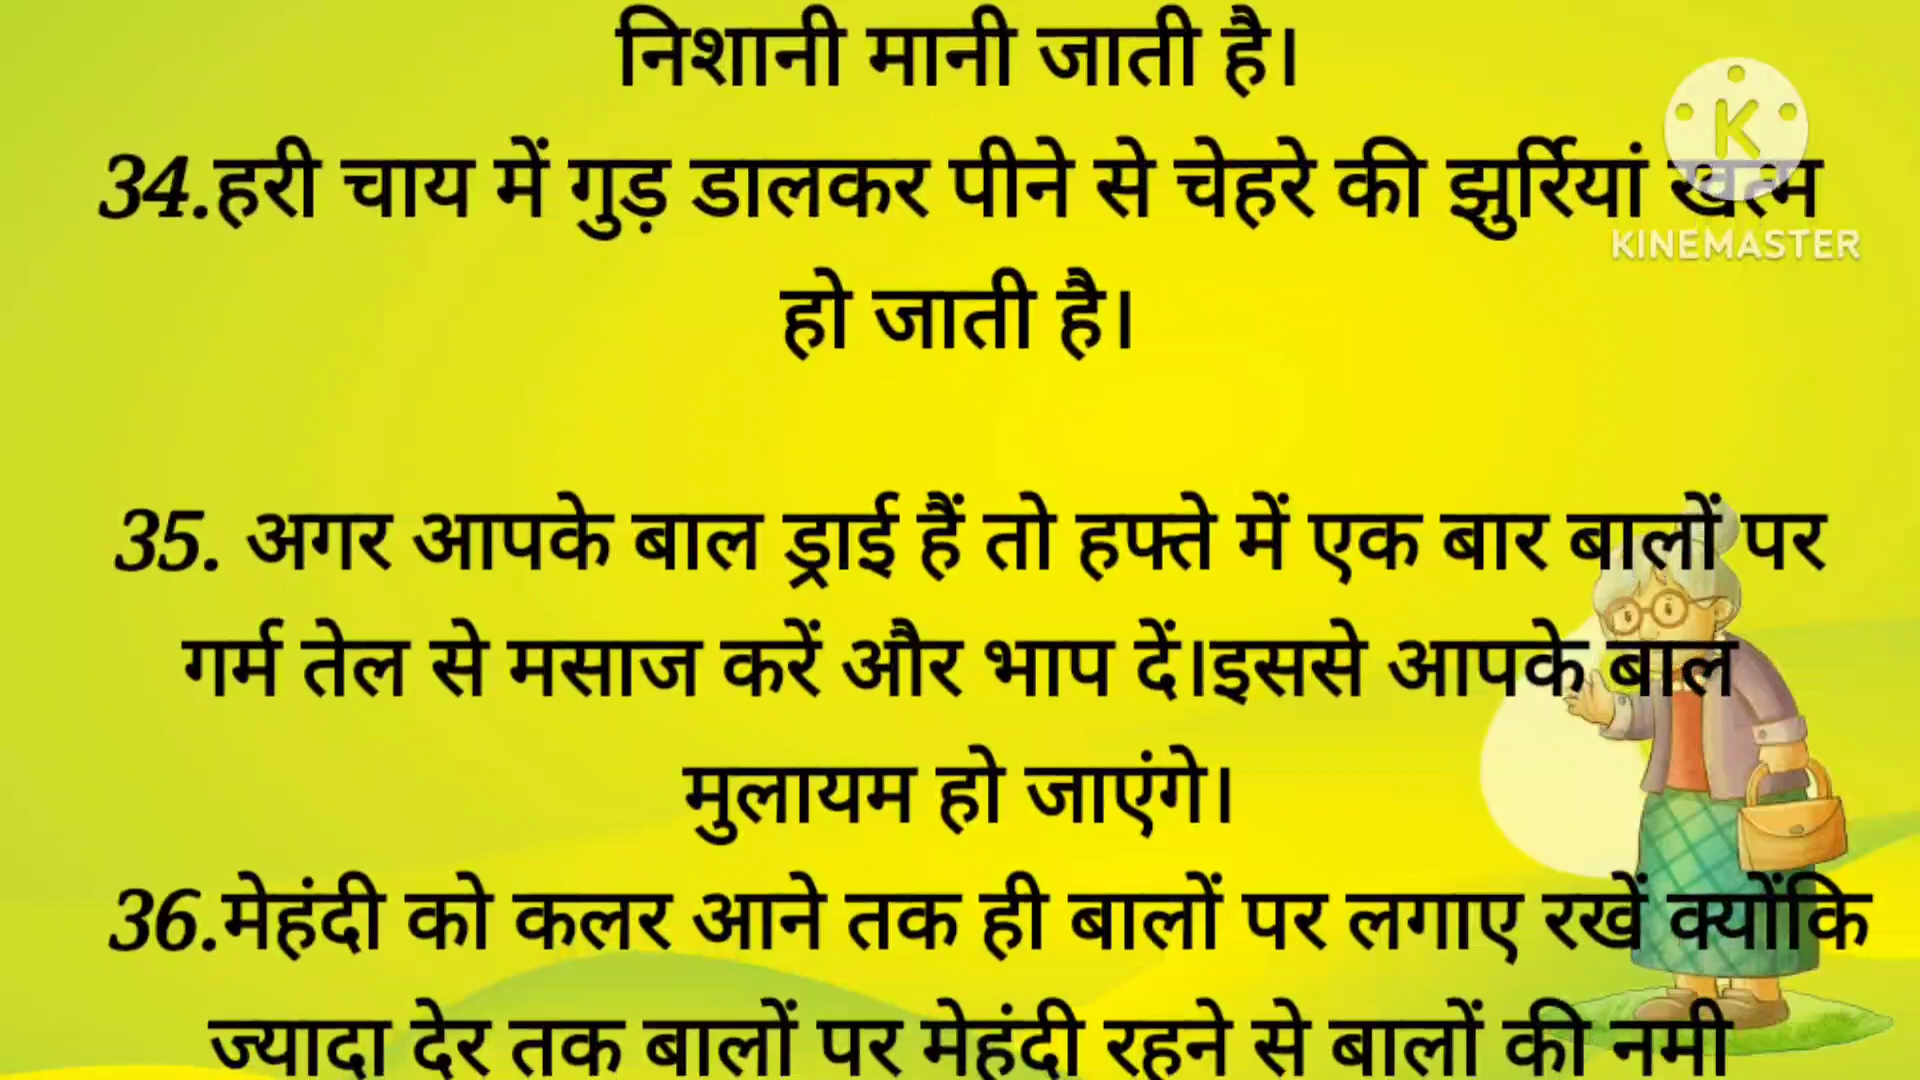 निशानी मानी जाती है।
34.हरी चाय में गुड़ डालकर पीने से चेहरे की झुर्रियां खत्म
KINEMASTER
हो जाती है।
35. अगर आपके बाल ड्राई हैं तो हफ्ते में एक बार बालों पर
गर्म तेल से मसाज करें और भाप दें।इससे आपके बाल
मुलायम हो जाएंगे।
36.मेहंदी को कलर आने तक ही बालों पर लगाए रखें क्योंकि
ज्यादा देर तक बालों पर मेहंदी रहने से बालों की नमी